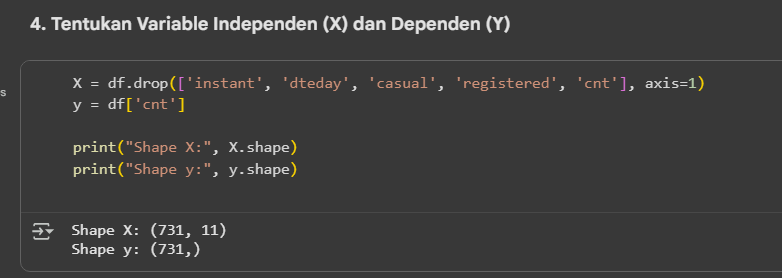 4. Tentukan Variable Independen (X) dan Dependen (Y)
s
X = df.drop(['instant', 'dteday', 'casual', 'registered', 'cnt'], axis=1)
y = df['cnt']
print("Shape X:", X.shape)
print("Shape y:", y.shape)
Shape X: (731, 11)
Shape y: (731,)